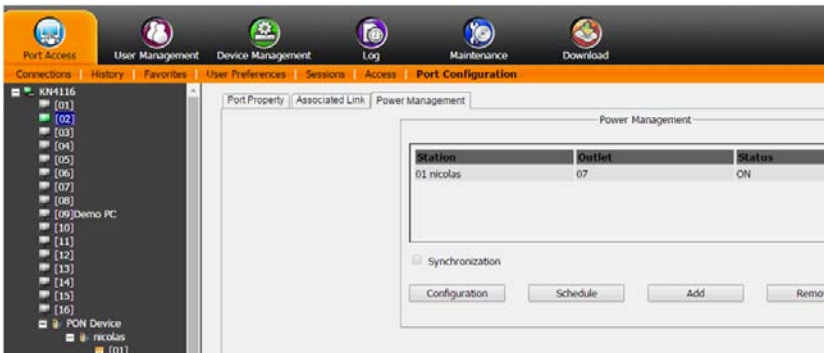 Port Access User Management Device Management Log Maintenance Download
Connections | History | Favorites | User Preferences | Sessions | Access | Port Configuration
KN4116
[01]
[02]
[03]
[04]
[05]
[06]
[07]
[08]
[09]Demo PC
[10]
[11]
[12]
[13]
[14]
[15]
[16]
PON Device
nicolas
[01]
Port Property Associated Link Power Management
Power Management
Station Outlet Status
01 nicolas 07 ON
Synchronization
Configuration Schedule Add Remov